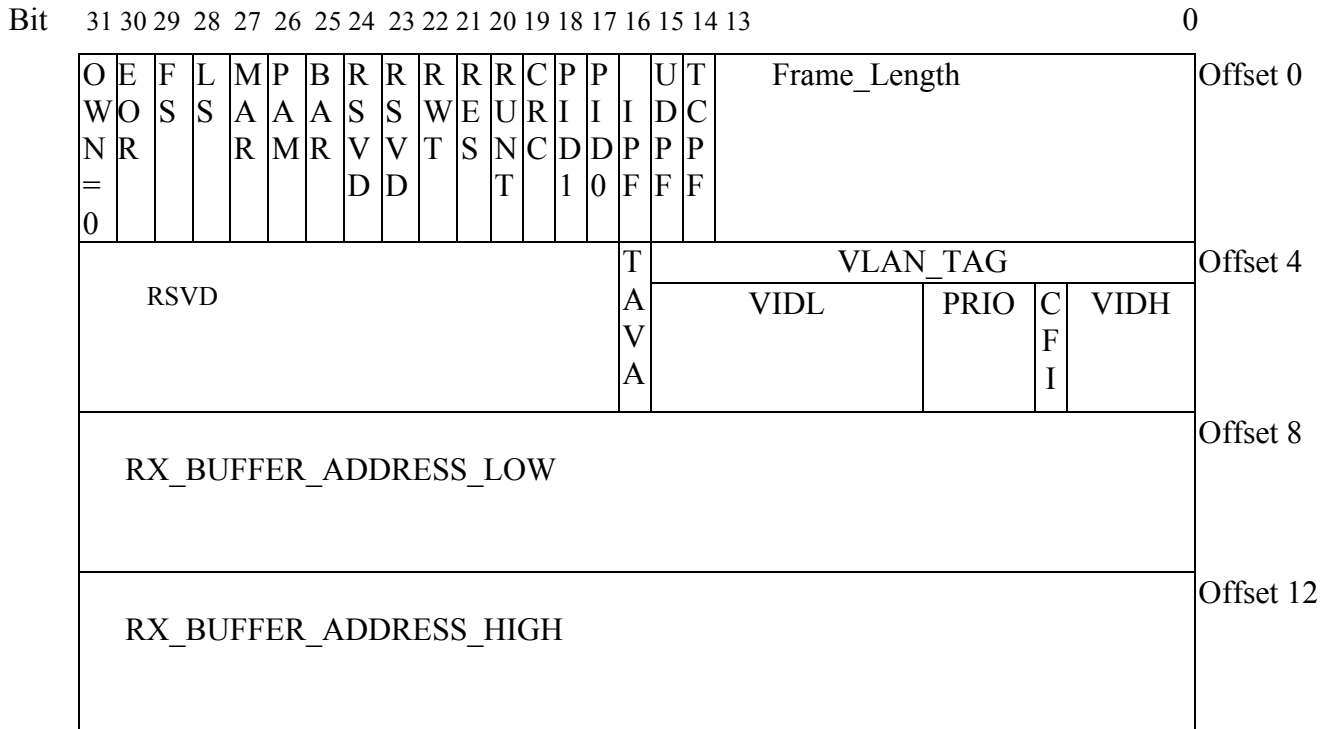 Bit 31 30 29 28 27 26 25 24 23 22 21 20 19 18 17 16 15 14 13 0
OWN=0 EOR FS LS MAR PAM BAR RSVD RSVD RWT RES RUNT CRC PID1 PID0 IPF UDPF TCPF Frame_Length Offset 0
RSVD TAVA VLAN_TAG Offset 4
VIDL PRIO CFI VIDH
RX_BUFFER_ADDRESS_LOW Offset 8
RX_BUFFER_ADDRESS_HIGH Offset 12